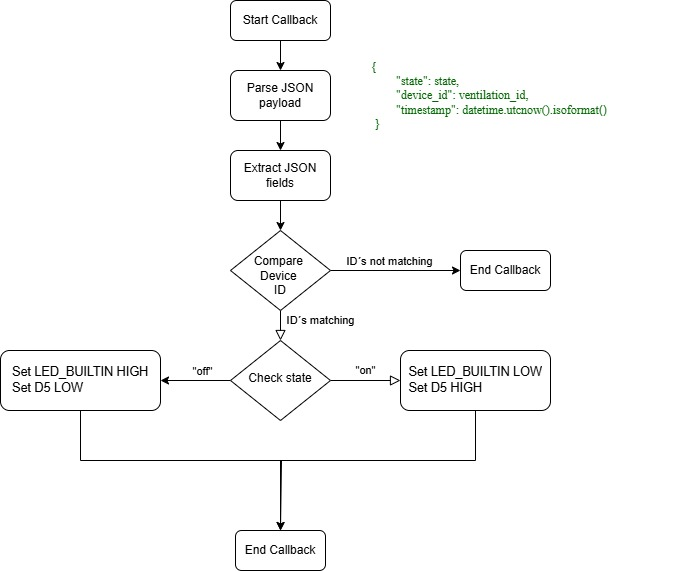 Start Callback
Parse JSON
payload
{
"state": state,
"device_id": ventilation_id,
"timestamp": datetime.utcnow().isoformat()
}
Extract JSON
fields
Compare
Device
ID
ID´s not matching
End Callback
ID´s matching
Set LED_BUILTIN HIGH
Set D5 LOW
"off"
Check state
"on"
Set LED_BUILTIN LOW
Set D5 HIGH
End Callback